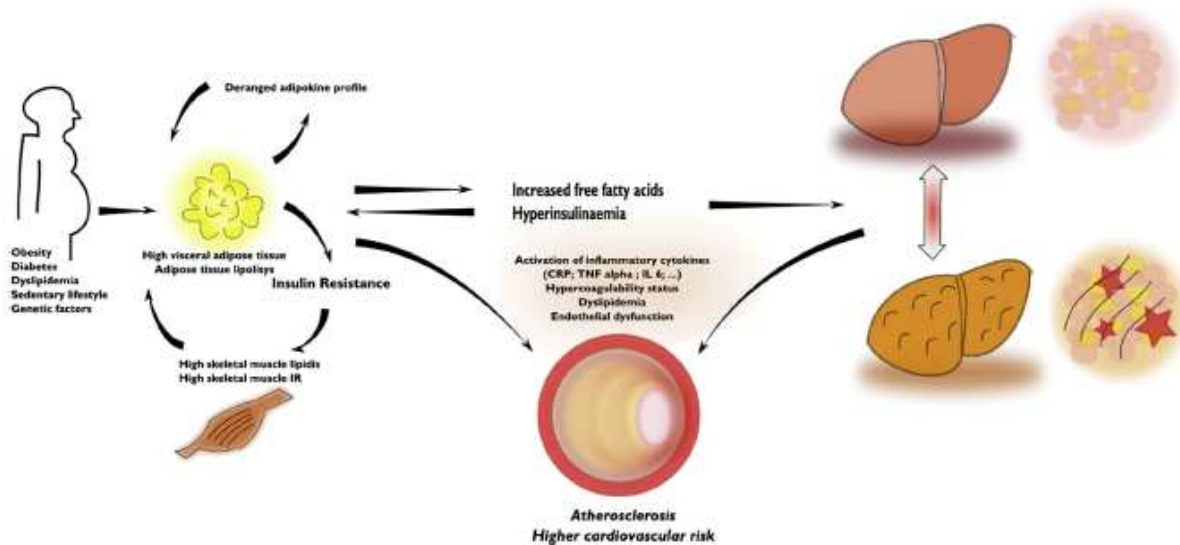 Deranged adipokine profile
Obesity
Diabetes
Dyslipidemia
Sedentary lifestyle
Genetic factors
High visceral adipose tissue
Adipose tissue lipolisys
Insulin Resistance
High skeletal muscle lipids
High skeletal muscle IR
Increased free fatty acids
Hyperinsulinaemia
Activation of inflammatory cytokines
(CRP; TNF alpha ; IL 6; ...)
Hypercoagulability status
Dyslipidemia
Endothelial dysfunction
Atherosclerosis
Higher cardiovascular risk